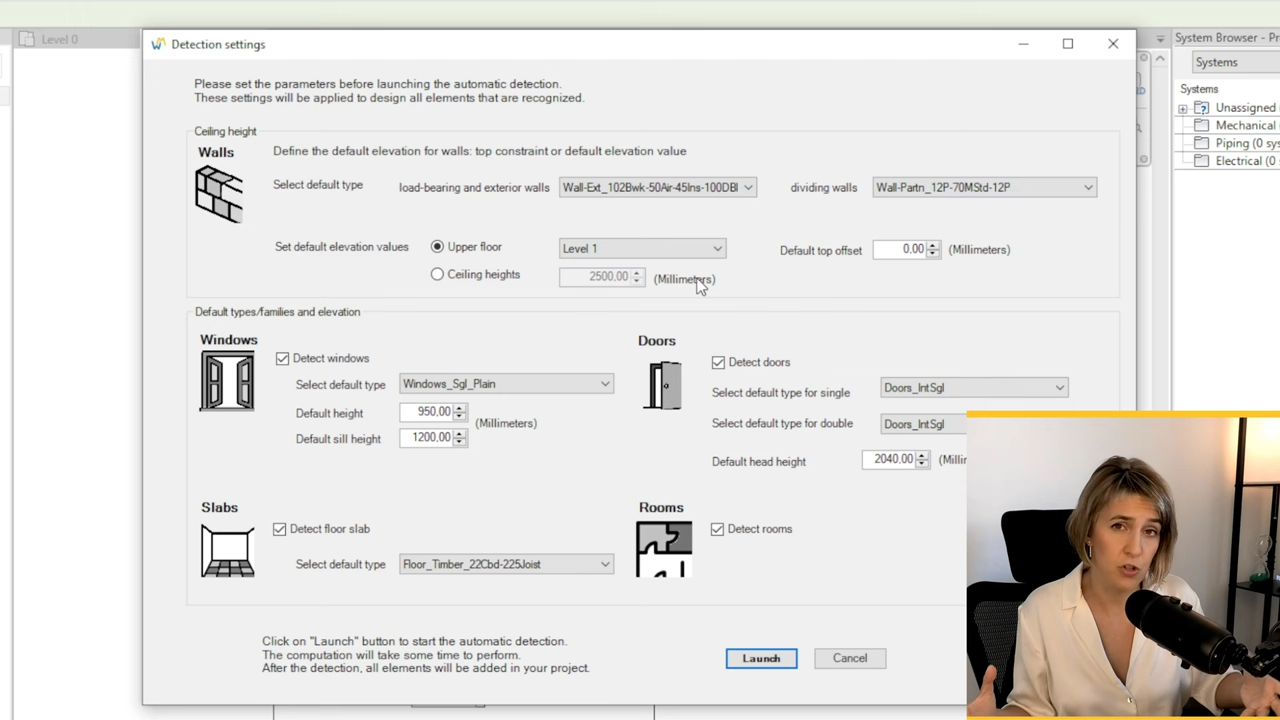 Level 0
Detection settings
System Browser - Pr
Systems
Systems
Unassigned
Mechanical
Piping (0 sys
Electrical (0 s
Please set the parameters before launching the automatic detection.
These settings will be applied to design all elements that are recognized.
Ceiling height
Walls
Define the default elevation for walls: top constraint or default elevation value
Select default type
load-bearing and exterior walls
Wall-Ext_102Bwk-50Air-45Ins-100DBl
dividing walls
Wall-Partn_12P-70MStd-12P
Set default elevation values
Upper floor
Level 1
Default top offset
0,00
(Millimeters)
Ceiling heights
2500,00
(Millimeters)
Default types/families and elevation
Windows
Detect windows
Select default type
Windows_Sgl_Plain
Default height
950,00
(Millimeters)
Default sill height
1200,00
Doors
Detect doors
Select default type for single
Doors_IntSgl
Select default type for double
Doors_IntSgl
Default head height
2040,00
(Millim
Slabs
Detect floor slab
Select default type
Floor_Timber_22Cbd-225Joist
Rooms
Detect rooms
Click on "Launch" button to start the automatic detection.
The computation will take some time to perform.
After the detection, all elements will be added in your project.
Launch
Cancel